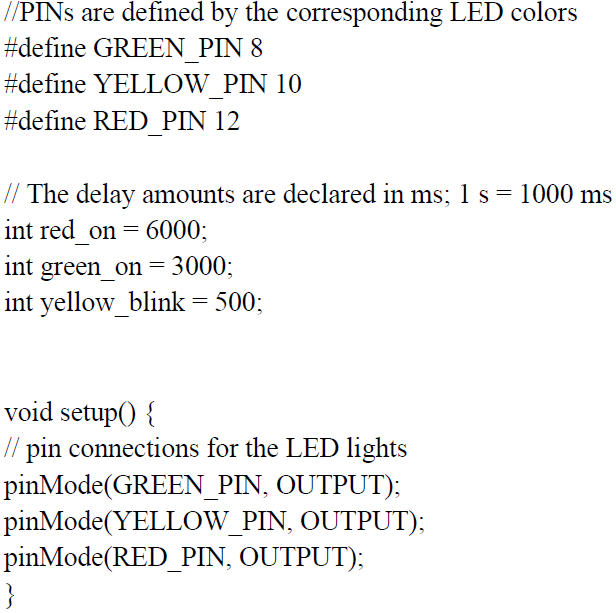 //PINs are defined by the corresponding LED colors
#define GREEN_PIN 8
#define YELLOW_PIN 10
#define RED_PIN 12
// The delay amounts are declared in ms; 1 s = 1000 ms
int red_on = 6000;
int green_on = 3000;
int yellow_blink = 500;
void setup() {
// pin connections for the LED lights
pinMode(GREEN_PIN, OUTPUT);
pinMode(YELLOW_PIN, OUTPUT);
pinMode(RED_PIN, OUTPUT);
}